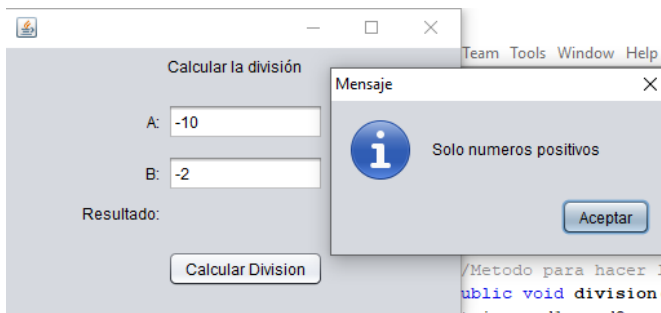 Calcular la división
A: -10
B: -2
Resultado:
Calcular Division
Team Tools Window Help
Mensaje
Solo numeros positivos
Aceptar
/Metodo para hacer
ublic void division